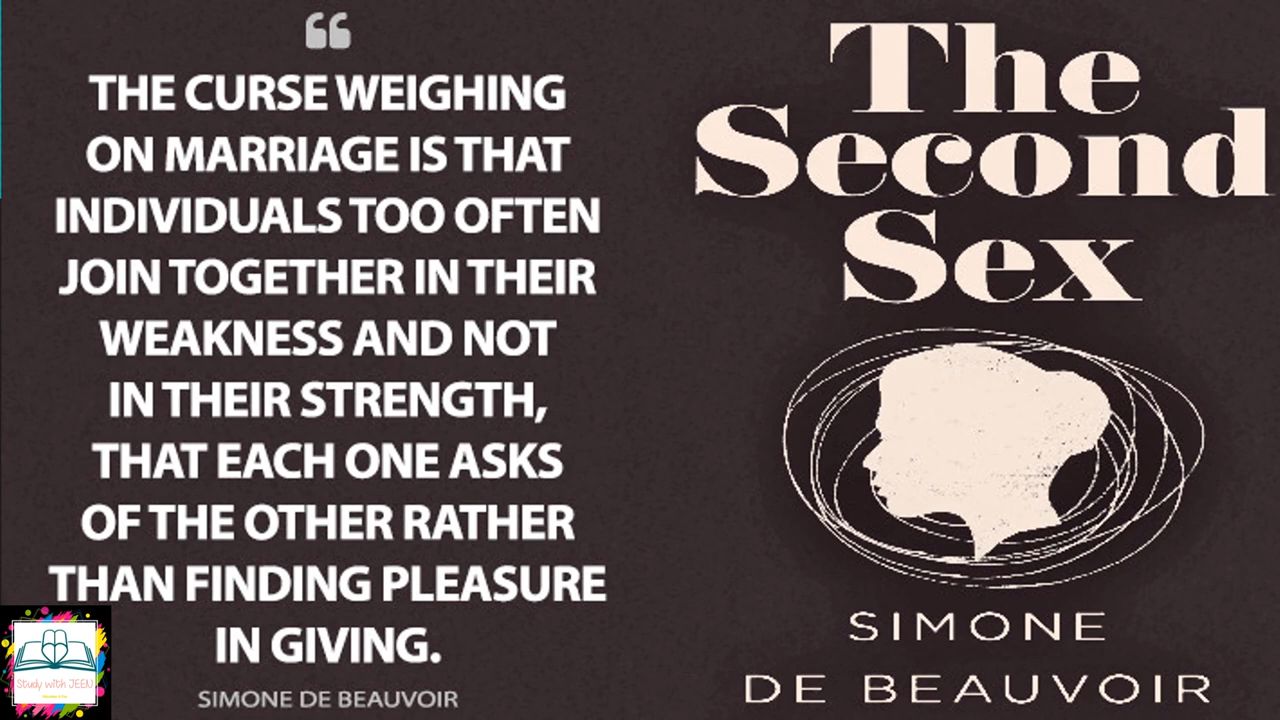 “
THE CURSE WEIGHING
ON MARRIAGE IS THAT
INDIVIDUALS TOO OFTEN
JOIN TOGETHER IN THEIR
WEAKNESS AND NOT
IN THEIR STRENGTH,
THAT EACH ONE ASKS
OF THE OTHER RATHER
THAN FINDING PLEASURE
IN GIVING.
SIMONE DE BEAUVOIR
Study with JEEN
The
Second
Sex
SIMONE
DE BEAUVOIR